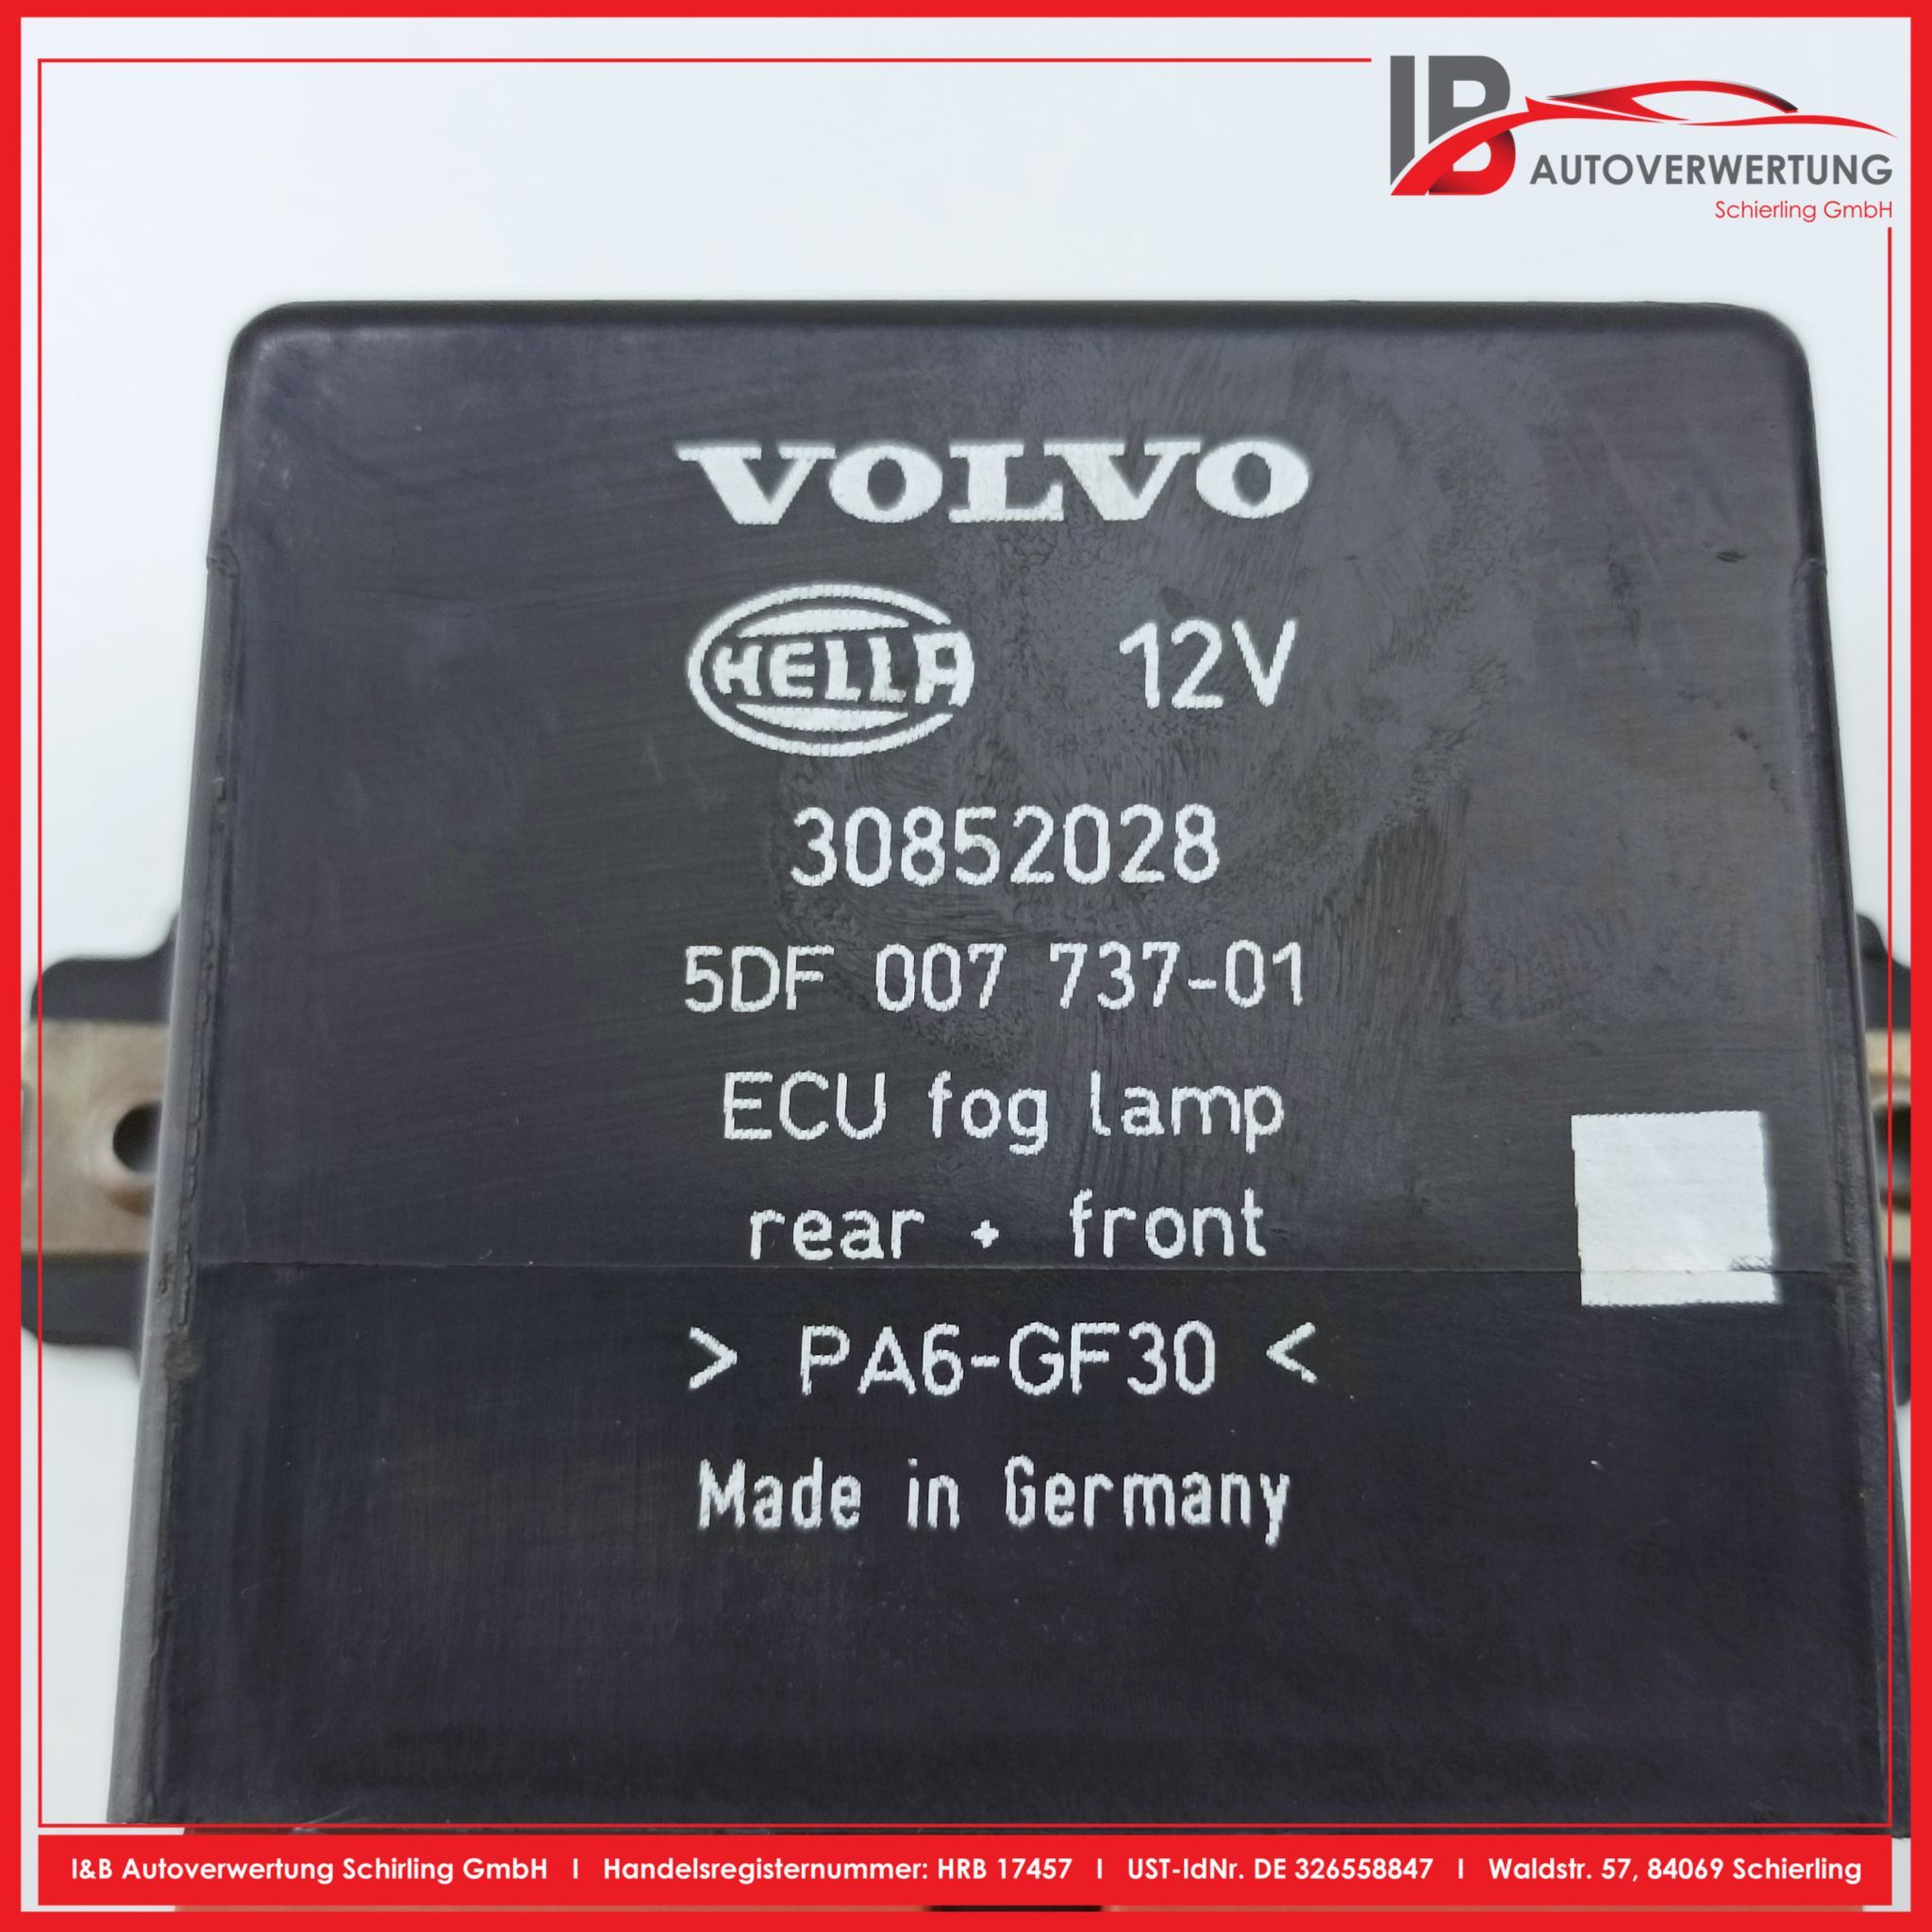 IB
AUTOVERWERTUNG
Schierling GmbH
VOLVO
HELLA 12V
30852028
5DF 007 737-01
ECU fog lamp
rear + front
> PA6-GF30 <
Made in Germany
I&B Autoverwertung Schirling GmbH I Handelsregisternummer: HRB 17457 I UST-IdNr. DE 326558847 I Waldstr. 57, 84069 Schierling